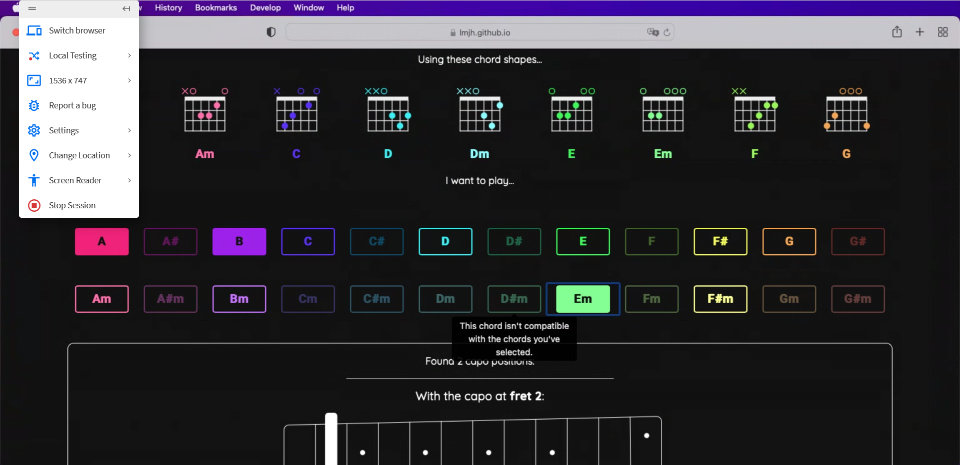 w History Bookmarks Develop Window Help
Switch browser
Local Testing
1536 x 747
Report a bug
Settings
Change Location
Screen Reader
Stop Session
lmjh.github.io
Using these chord shapes...
Am C D Dm E Em F G
I want to play...
A A# B C C# D D# E F F# G G#
Am A#m Bm Cm C#m Dm D#m Em Fm F#m Gm G#m
This chord isn't compatible
with the chords you've
selected.
Found 2 capo positions.
With the capo at fret 2: